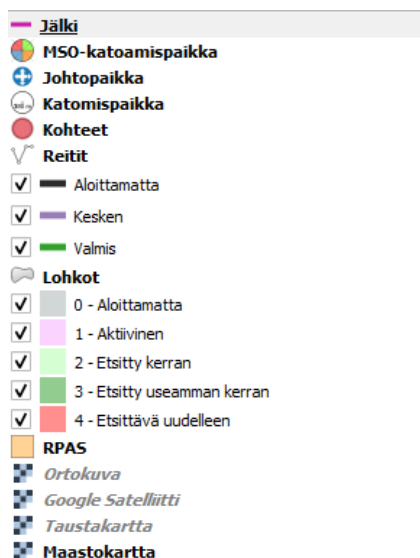 Jälki
MSO-katoamispaikka
Johtopaikka
Katomispaikka
Kohteet
Reitit
Aloittamatta
Kesken
Valmis
Lohkot
0 - Aloittamatta
1 - Aktiivinen
2 - Etsitty kerran
3 - Etsitty useamman kerran
4 - Etsittävä uudelleen
RPAS
Ortokuva
Google Satelliitti
Taustakartta
Maastokartta